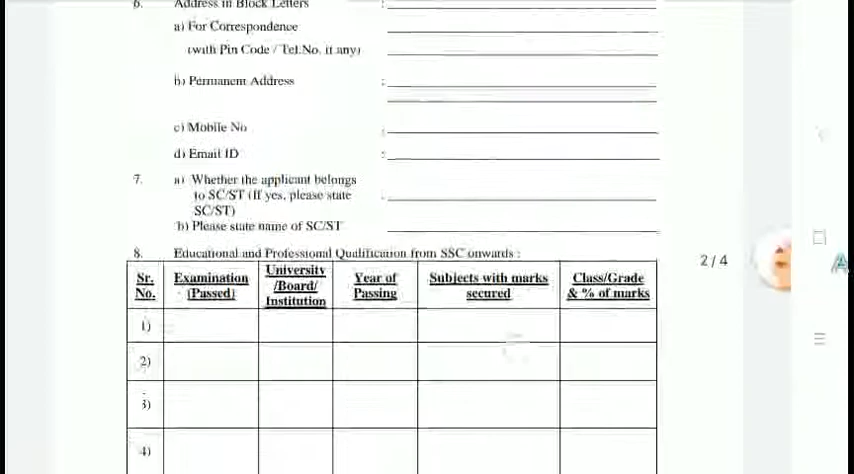 6. Address in Block Letters :
a) For Correspondence
(with Pin Code / Tel.No. if any)
b) Permanent Address :
c) Mobile No :
d) Email ID :
7. a) Whether the applicant belongs
to SC/ST (If yes, please state
SC/ST)
b) Please state name of SC/ST
8. Educational and Professional Qualification from SSC onwards :
Sr. No. Examination (Passed) University /Board/ Institution Year of Passing Subjects with marks secured Class/Grade & % of marks
1)
2)
3)
4)
2/4